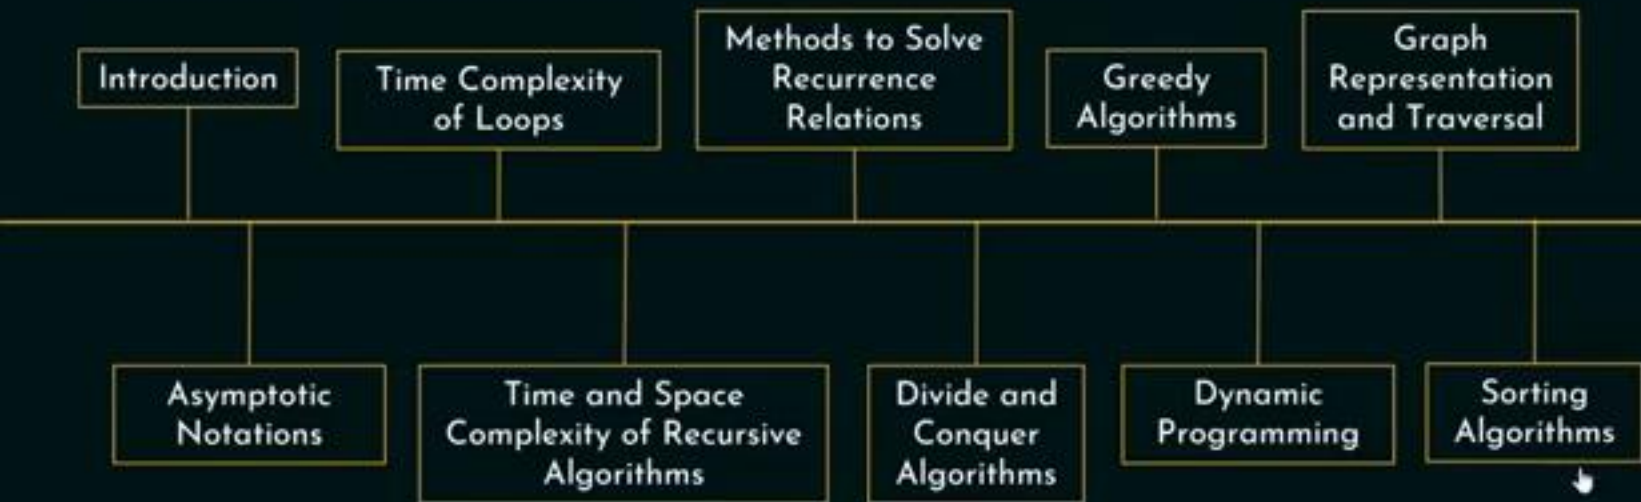 Introduction
Time Complexity
of Loops
Methods to Solve
Recurrence
Relations
Greedy
Algorithms
Graph
Representation
and Traversal
Asymptotic
Notations
Time and Space
Complexity of Recursive
Algorithms
Divide and
Conquer
Algorithms
Dynamic
Programming
Sorting
Algorithms